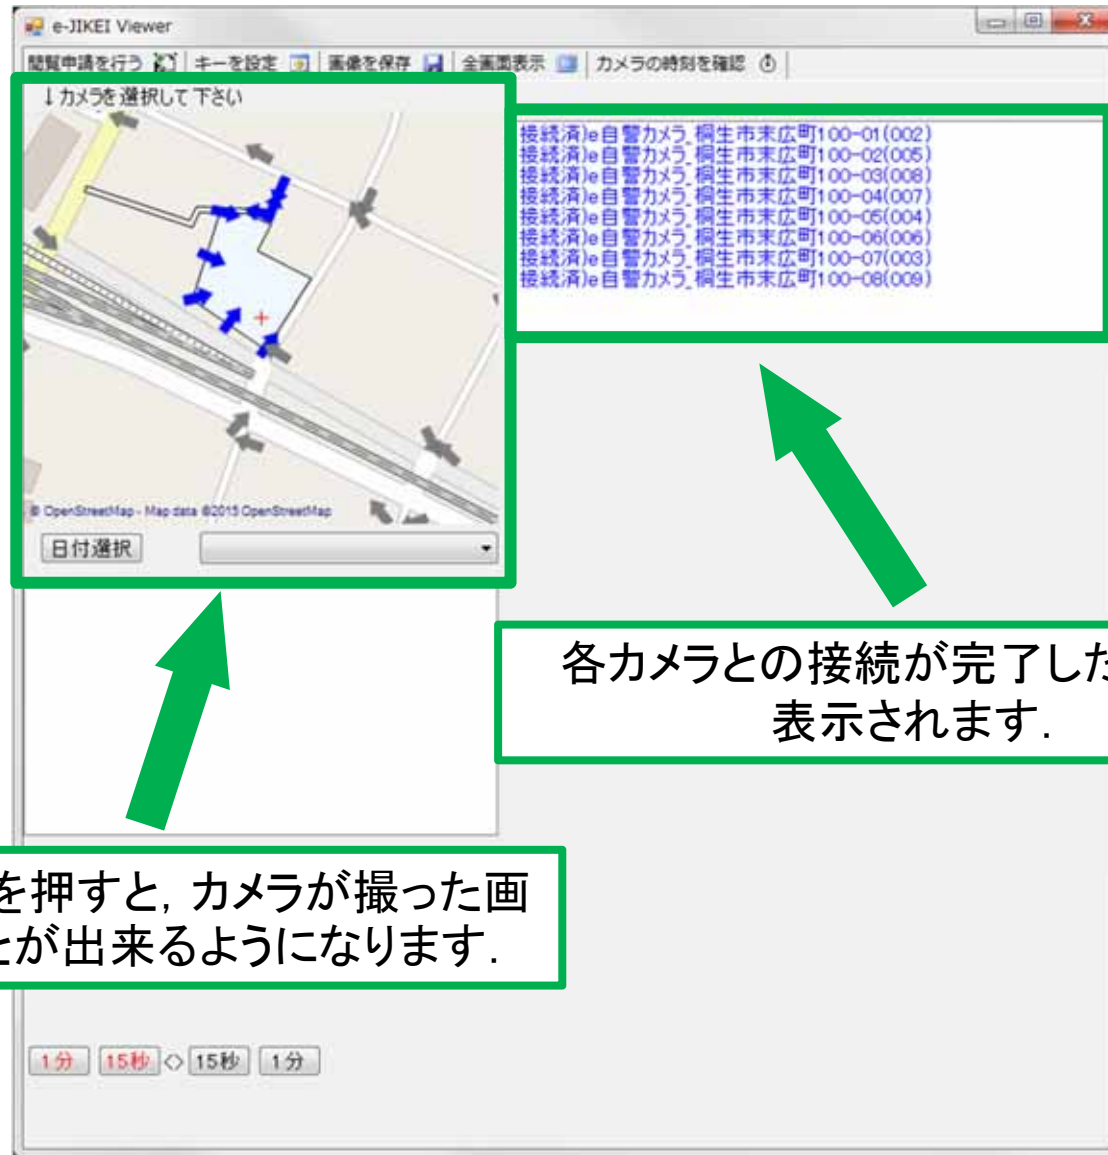 e-JIKEI Viewer
閲覧申請を行う キーを設定 画像を保存 全画面表示 カメラの時刻を確認
↓カメラを選択して下さい
接続済)e自警カメラ_桐生市末広町100-01(002)
接続済)e自警カメラ_桐生市末広町100-02(005)
接続済)e自警カメラ_桐生市末広町100-03(008)
接続済)e自警カメラ_桐生市末広町100-04(007)
接続済)e自警カメラ_桐生市末広町100-05(004)
接続済)e自警カメラ_桐生市末広町100-06(006)
接続済)e自警カメラ_桐生市末広町100-07(003)
接続済)e自警カメラ_桐生市末広町100-08(009)
© OpenStreetMap - Map data ©2015 OpenStreetMap
日付選択
各カメラとの接続が完了した
表示されます.
を押すと, カメラが撮った画
とが出来るようになります.
1分 15秒 <> 15秒 1分